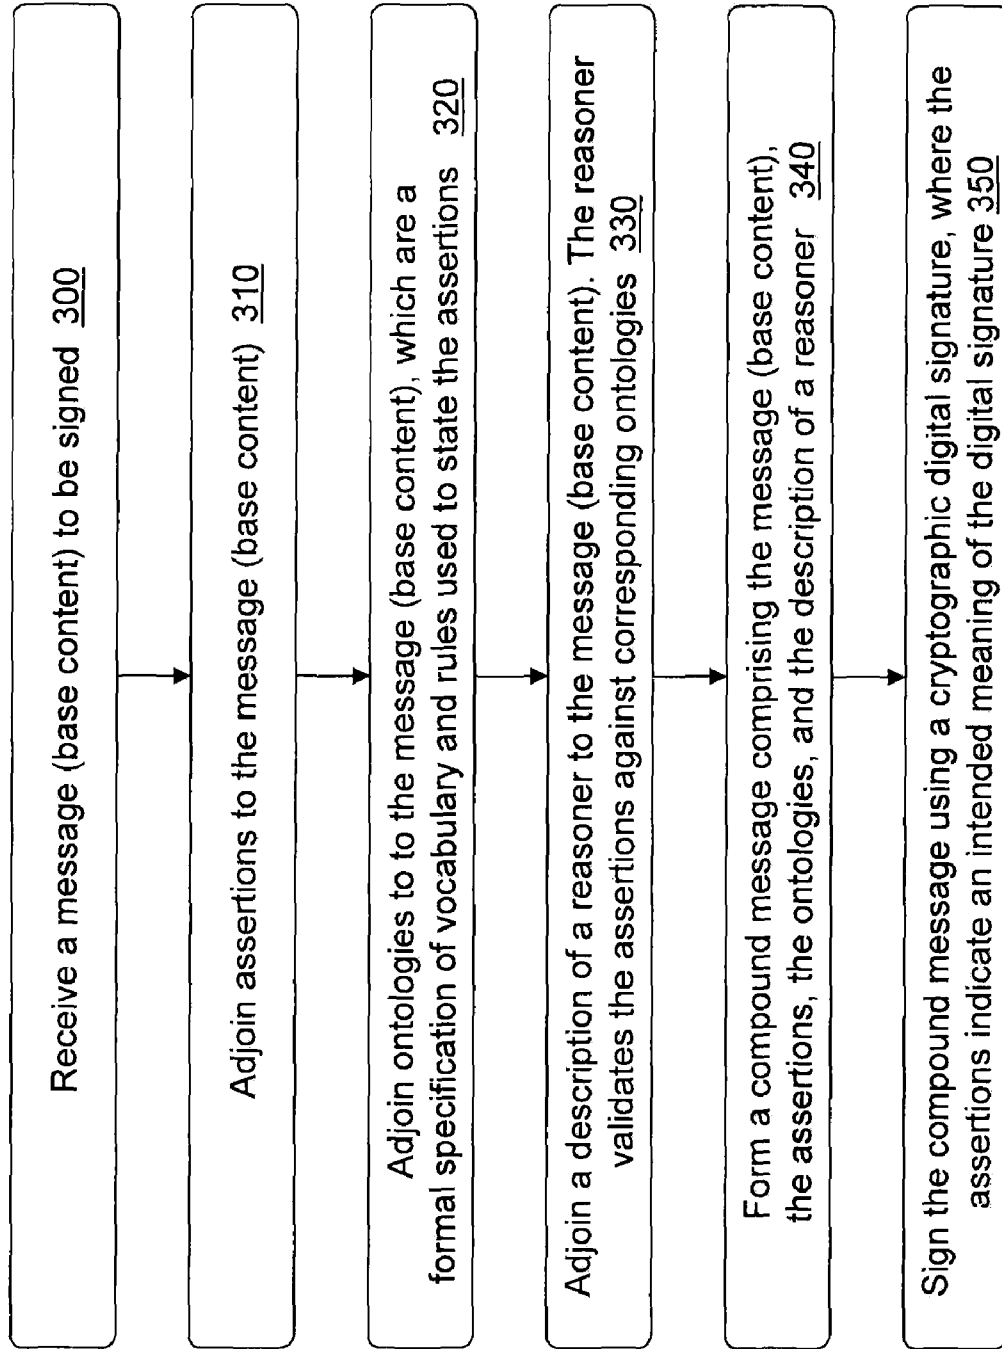 Receive a message (base content) to be signed 300
Adjoin assertions to the message (base content) 310
Adjoin ontologies to to the message (base content), which are a
formal specification of vocabulary and rules used to state the assertions 320
Adjoin a description of a reasoner to the message (base content). The reasoner
validates the assertions against corresponding ontologies 330
Form a compound message comprising the message (base content),
the assertions, the ontologies, and the description of a reasoner 340
Sign the compound message using a cryptographic digital signature, where the
assertions indicate an intended meaning of the digital signature 350